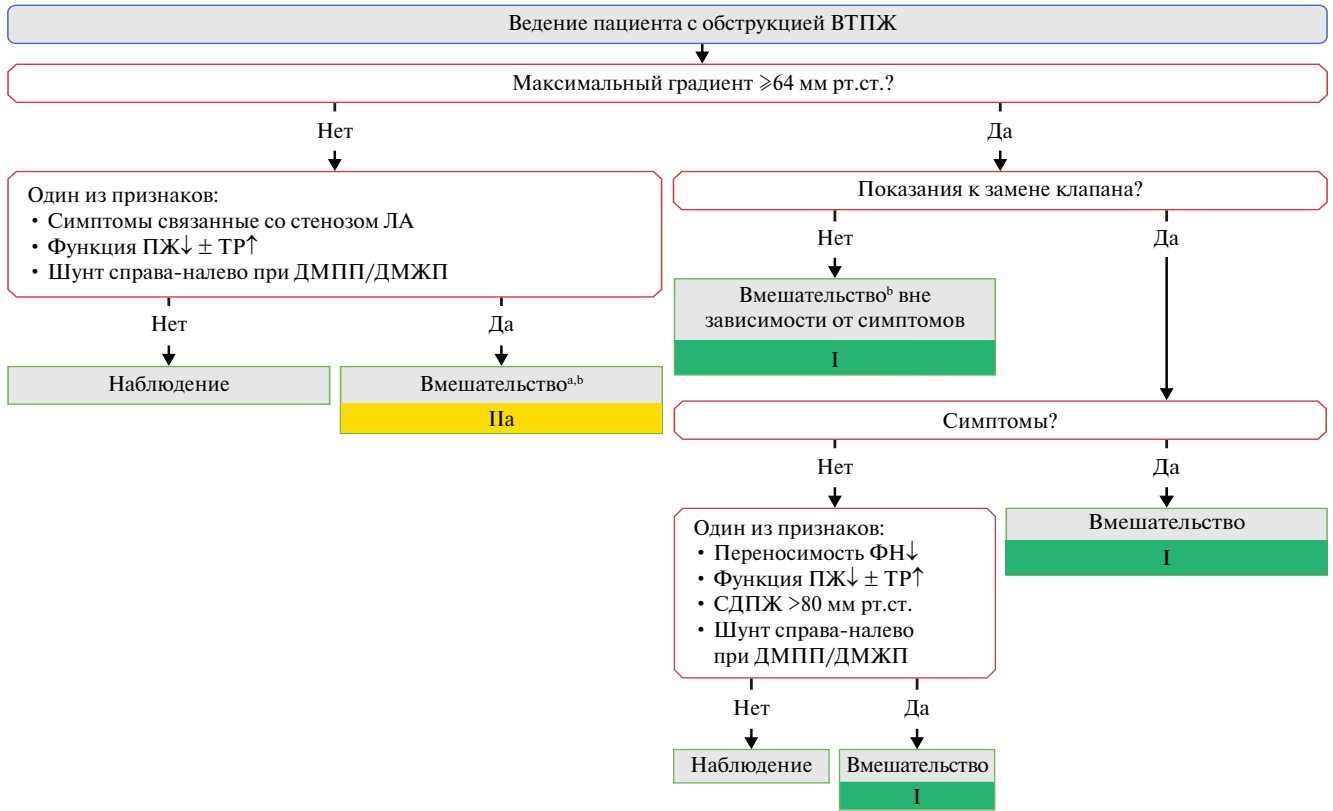 Ведение пациента с обструкцией ВТПЖ
Максимальный градиент ≥64 мм рт.ст.?
Нет
Да
Один из признаков:
• Симптомы связанные со стенозом ЛА
• Функция ПЖ↓ ± ТР↑
• Шунт справа-налево при ДМПП/ДМЖП
Показания к замене клапана?
Нет
Да
Нет
Да
Вмешательствоᵇ вне
зависимости от симптомов
I
Наблюдение
Вмешательствоᵃ,ᵇ
IIa
Симптомы?
Нет
Да
Один из признаков:
• Переносимость ФН↓
• Функция ПЖ↓ ± ТР↑
• СДПЖ >80 мм рт.ст.
• Шунт справа-налево
при ДМПП/ДМЖП
Вмешательство
I
Нет
Да
Наблюдение
Вмешательство
I